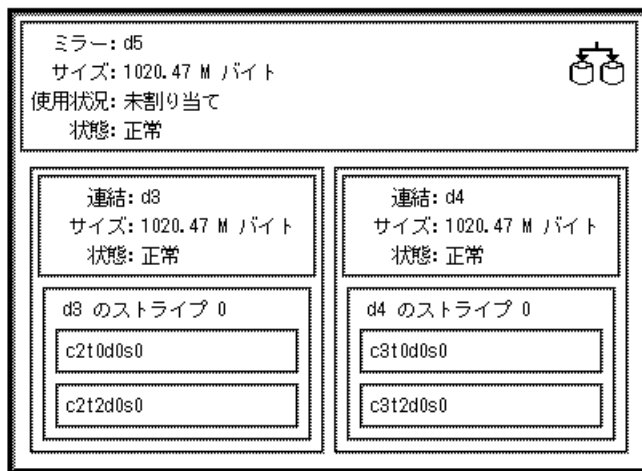 ミラー: d5
サイズ: 1020.47 M バイト
使用状況: 未割り当て
状態: 正常
連結: d3
サイズ: 1020.47 M バイト
状態: 正常
d3 のストライプ 0
c2t0d0s0
c2t2d0s0
連結: d4
サイズ: 1020.47 M バイト
状態: 正常
d4 のストライプ 0
c3t0d0s0
c3t2d0s0